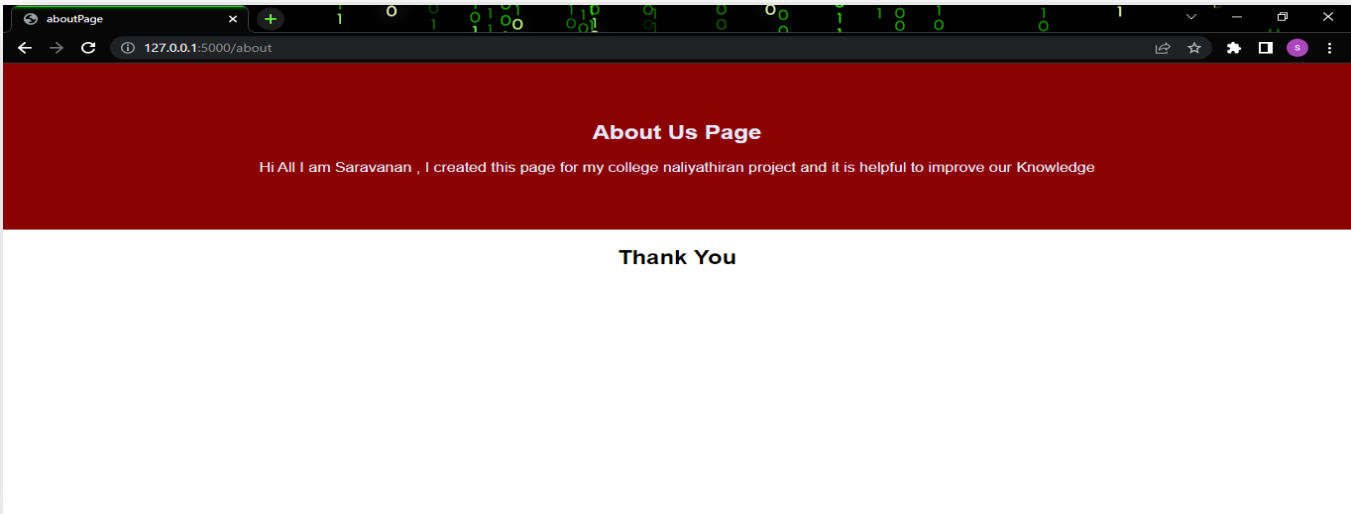 aboutPage
127.0.0.1:5000/about
S
About Us Page
Hi All I am Saravanan , I created this page for my college naliyathiran project and it is helpful to improve our Knowledge
Thank You